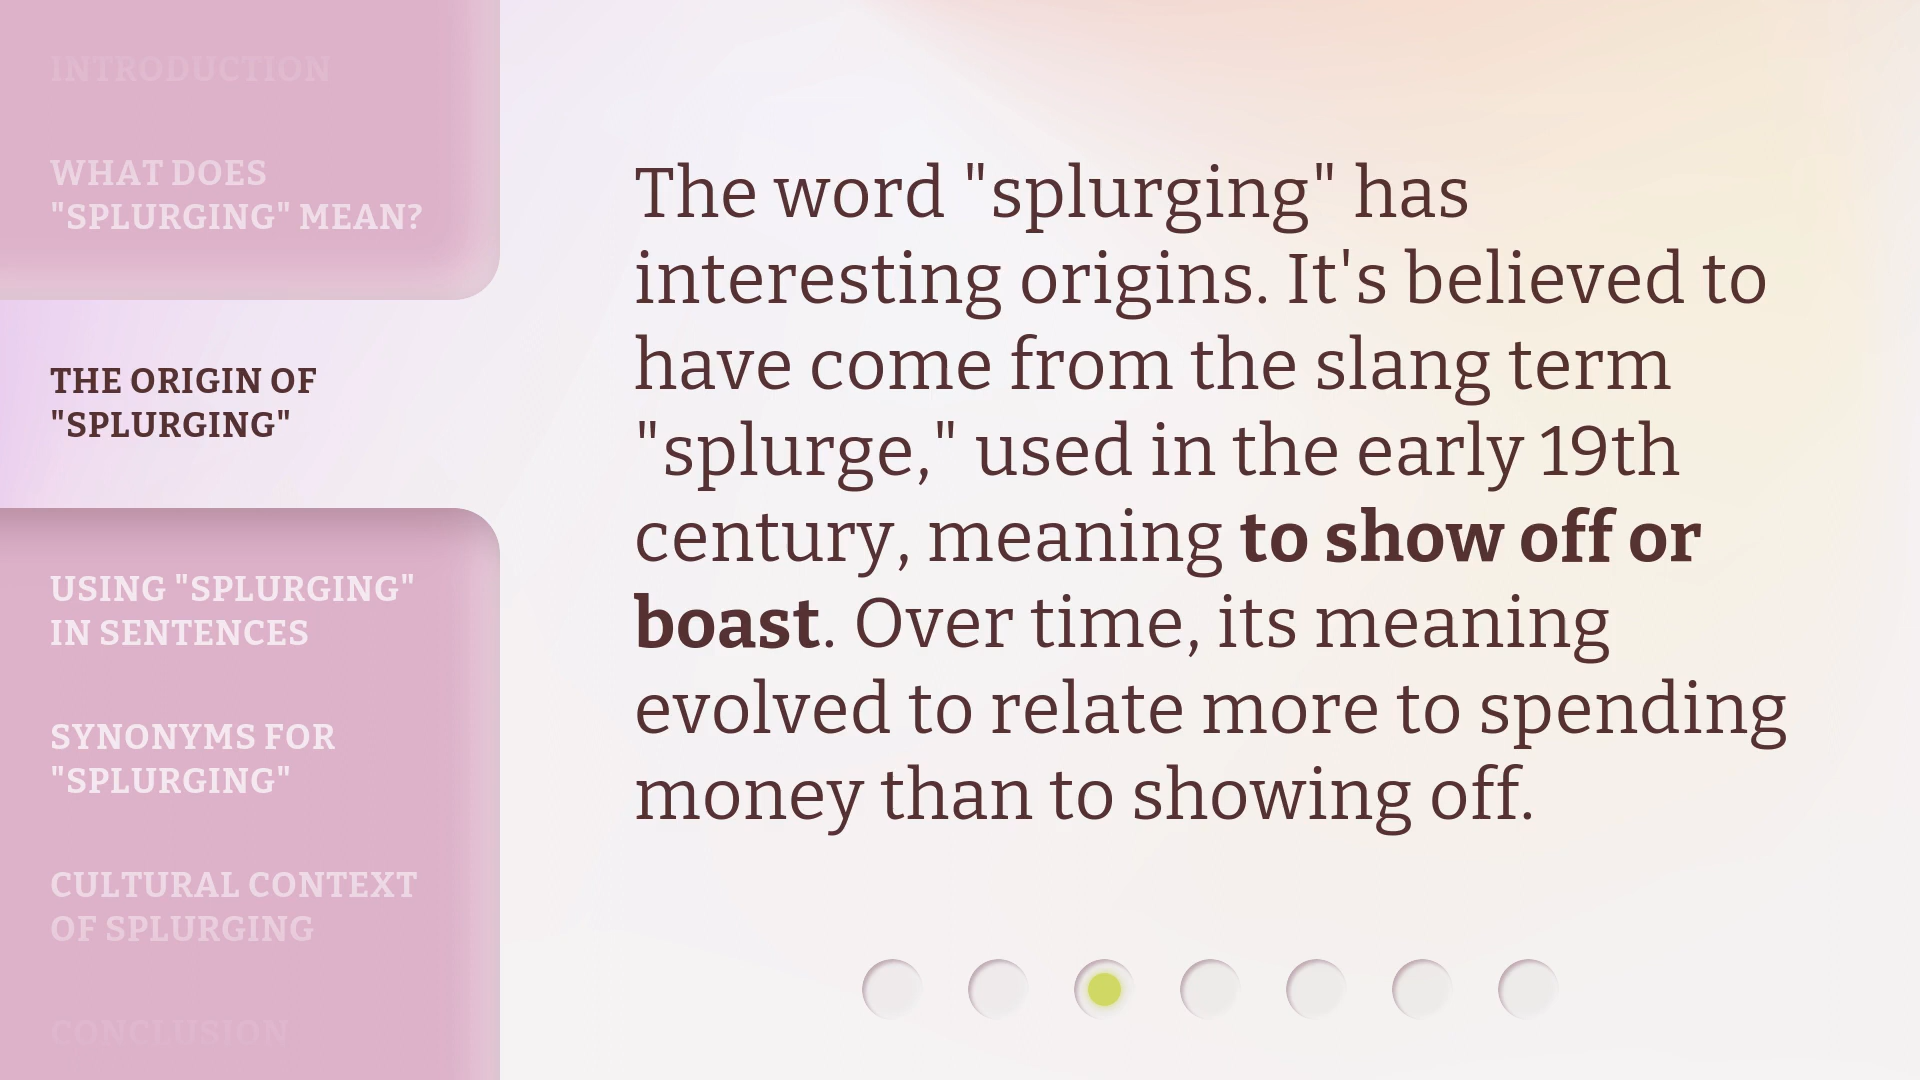 INTRODUCTION
WHAT DOES
"SPLURGING" MEAN?
THE ORIGIN OF
"SPLURGING"
USING "SPLURGING"
IN SENTENCES
SYNONYMS FOR
"SPLURGING"
CULTURAL CONTEXT
OF SPLURGING
CONCLUSION
The word "splurging" has
interesting origins. It's believed to
have come from the slang term
"splurge," used in the early 19th
century, meaning to show off or
boast. Over time, its meaning
evolved to relate more to spending
money than to showing off.